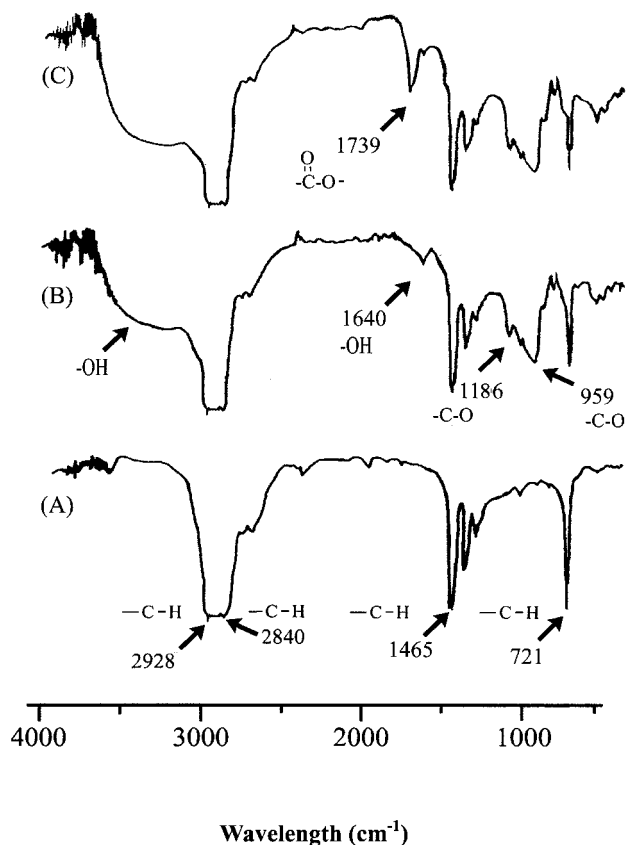 (C)
1739
O
-C-O-
(B)
-OH
1640
-OH
1186
-C-O
959
-C-O
(A)
—C-H
—C-H
—C-H
—C-H
2928
2840
1465
721
4000 3000 2000 1000
Wavelength (cm-1)